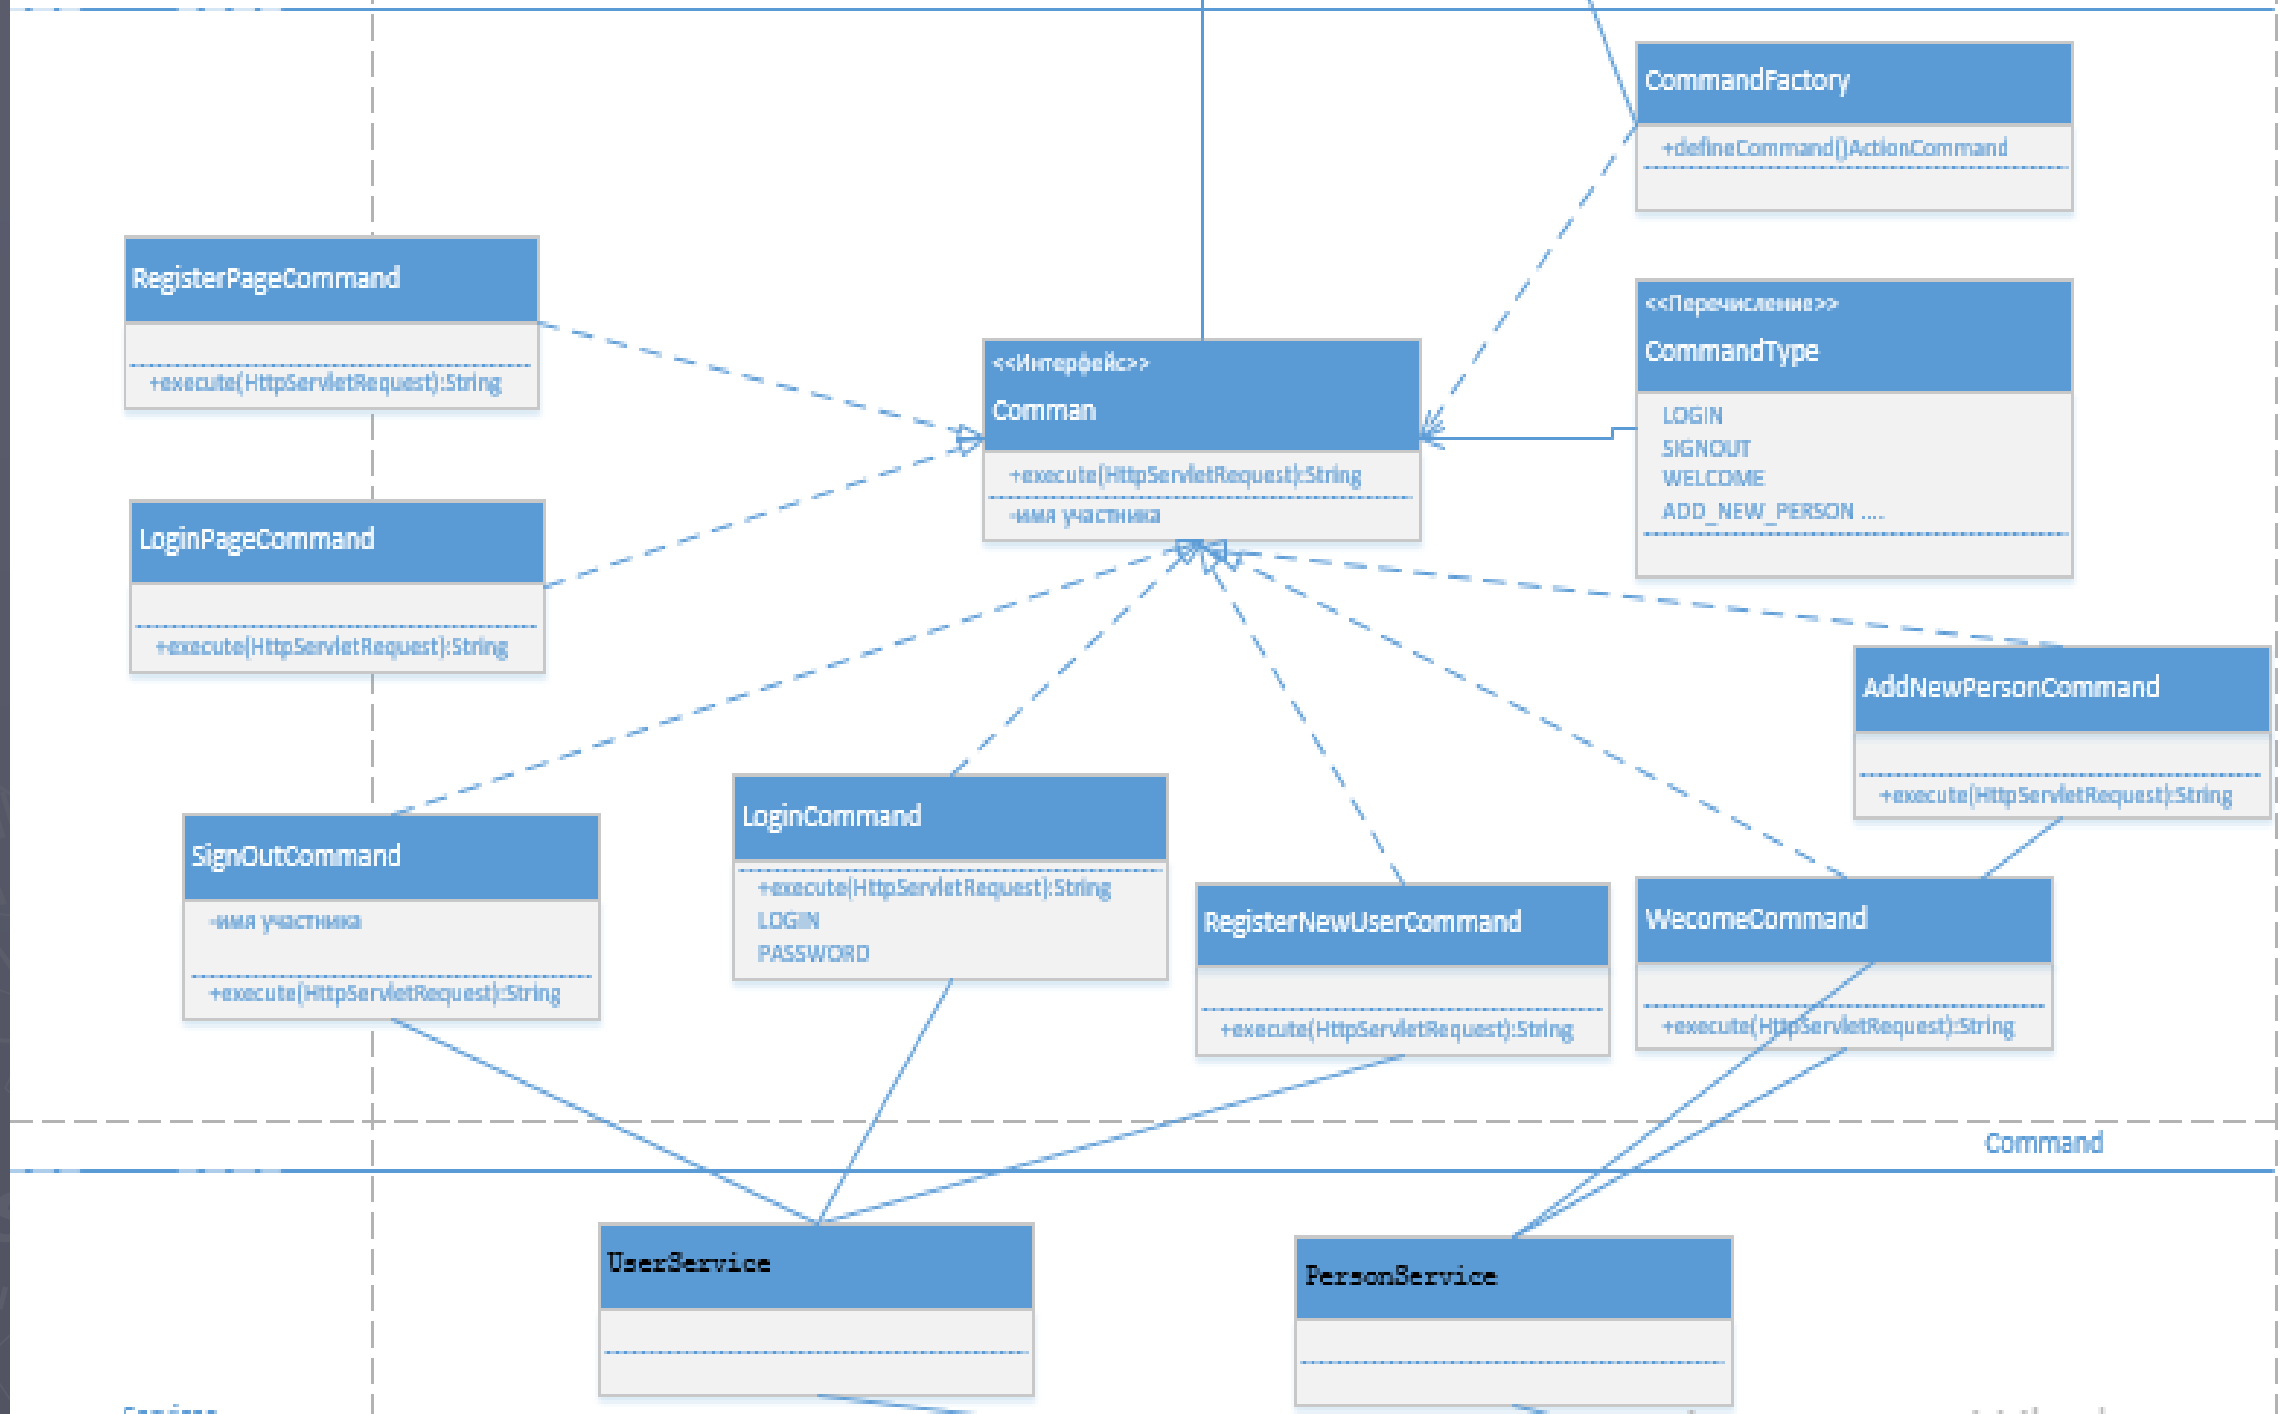 CommandFactory
+defineCommand()ActionCommand
RegisterPageCommand
+execute(HttpServletRequest):String
<<Перечисление>>
CommandType
LOGIN
SIGNOUT
WELCOME
ADD_NEW_PERSON ....
<<Интерфейс>>
Comman
+execute(HttpServletRequest):String
-имя участника
LoginPageCommand
+execute(HttpServletRequest):String
AddNewPersonCommand
+execute(HttpServletRequest):String
SignOutCommand
-имя участника
+execute(HttpServletRequest):String
LoginCommand
+execute(HttpServletRequest):String
LOGIN
PASSWORD
RegisterNewUserCommand
+execute(HttpServletRequest):String
WecomeCommand
+execute(HttpServletRequest):String
Command
UserService
PersonService